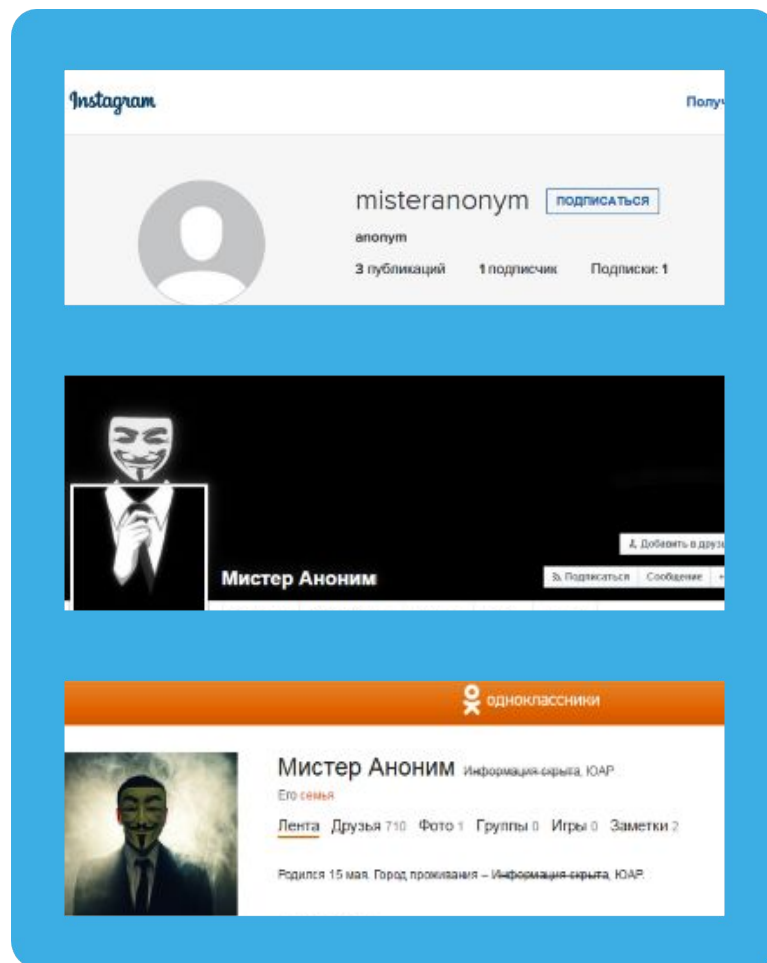 Instagram
misteranonym ПОДПИСАТЬСЯ
anonym
3 публикаций 1 подписчик Подписки: 1
Добавить в
Мистер Аноним
Подписаться Сообщение
одноклассники
Мистер Аноним Информация скрыта, ЮАР
Его семья
Лента Друзья 710 Фото 1 Группы 0 Игры 0 Заметки 2
Родился 15 мая. Город проживания – Информация скрыта, ЮАР.